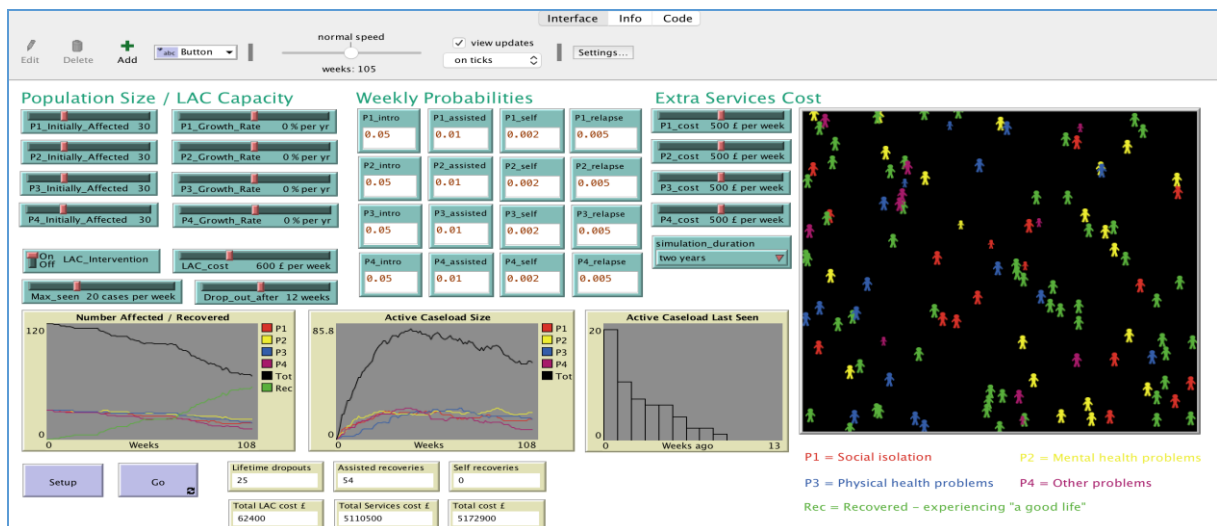 Interface Info Code
Edit Delete Add abc Button normal speed view updates Settings...
weeks: 105 on ticks
Population Size / LAC Capacity Weekly Probabilities Extra Services Cost
P1_Initially_Affected 30 P1_Growth_Rate 0 % per yr
P2_Initially_Affected 30 P2_Growth_Rate 0 % per yr
P3_Initially_Affected 30 P3_Growth_Rate 0 % per yr
P4_Initially_Affected 30 P4_Growth_Rate 0 % per yr
On
Off LAC_Intervention LAC_cost 600 £ per week
Max_seen 20 cases per week Drop_out_after 12 weeks
P1_intro P1_assisted P1_self P1_relapse
0.05 0.01 0.002 0.005
P2_intro P2_assisted P2_self P2_relapse
0.05 0.01 0.002 0.005
P3_intro P3_assisted P3_self P3_relapse
0.05 0.01 0.002 0.005
P4_intro P4_assisted P4_self P4_relapse
0.05 0.01 0.002 0.005
P1_cost 500 £ per week
P2_cost 500 £ per week
P3_cost 500 £ per week
P4_cost 500 £ per week
simulation_duration
two years
Number Affected / Recovered
120
0
0 Weeks 108
P1
P2
P3
P4
Tot
Rec
Active Caseload Size
85.8
0
0 Weeks 108
P1
P2
P3
P4
Tot
Active Caseload Last Seen
20
0
0 Weeks ago 13
Setup Go
Lifetime dropouts Assisted recoveries Self recoveries
25 54 0
Total LAC cost £ Total Services cost £ Total cost £
62400 5110500 5172900
P1 = Social isolation P2 = Mental health problems
P3 = Physical health problems P4 = Other problems
Rec = Recovered - experiencing "a good life"